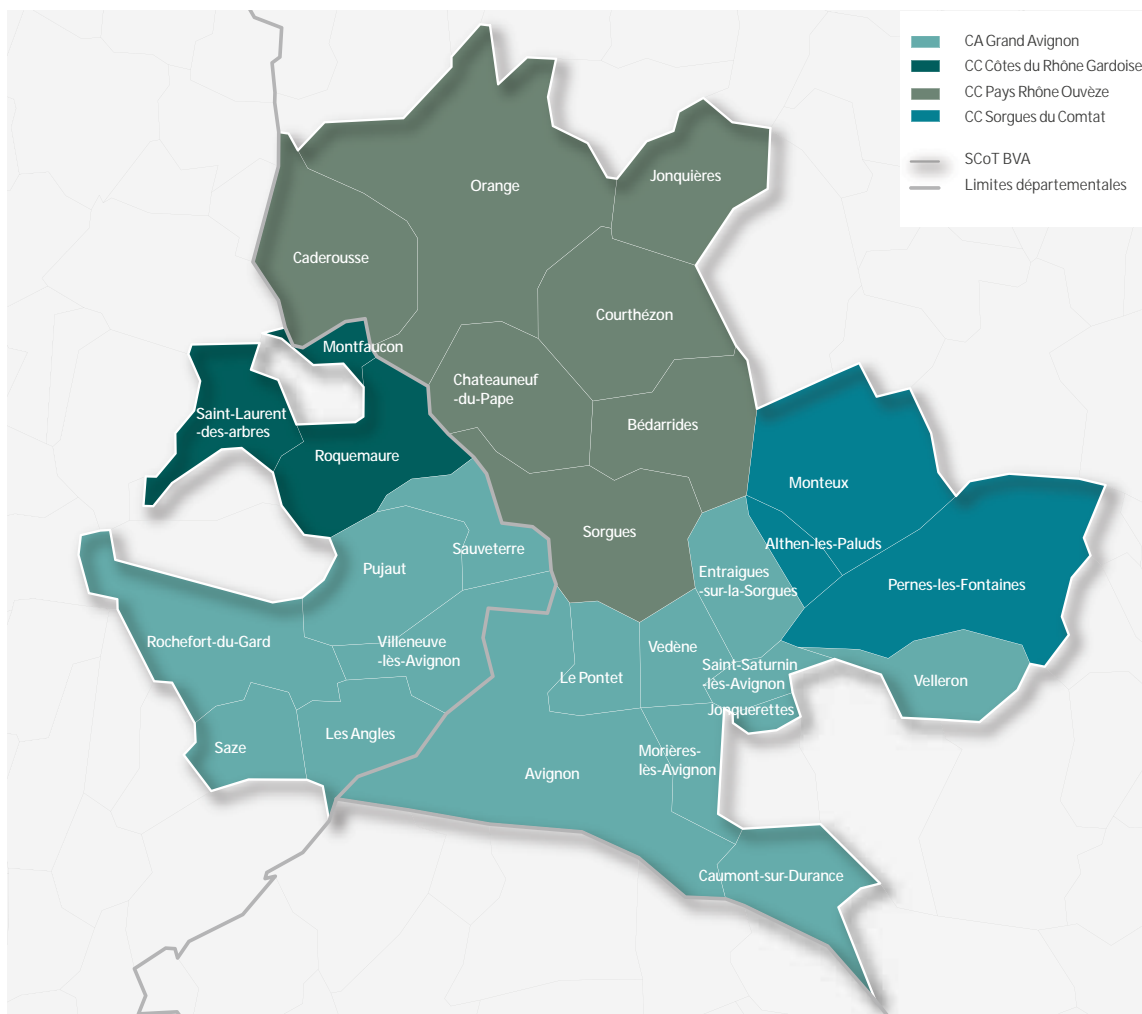 CA Grand Avignon
CC Côtes du Rhône Gardoise
CC Pays Rhône Ouvèze
CC Sorgues du Comtat
SCoT BVA
Limites départementales
Orange
Jonquières
Caderousse
Courthézon
Montfaucon
Chateauneuf
-du-Pape
Saint-Laurent
-des-arbres
Bédarrides
Roquemaure
Monteux
Sorgues
Althen-les-Paluds
Sauveterre
Pujaut
Entraigues
-sur-la-Sorgues
Pernes-les-Fontaines
Rochefort-du-Gard
Villeneuve
-lès-Avignon
Vedène
Le Pontet
Saint-Saturnin
-lès-Avignon
Velleron
Jonquerettes
Les Angles
Saze
Morières-
lès-Avignon
Avignon
Caumont-sur-Durance